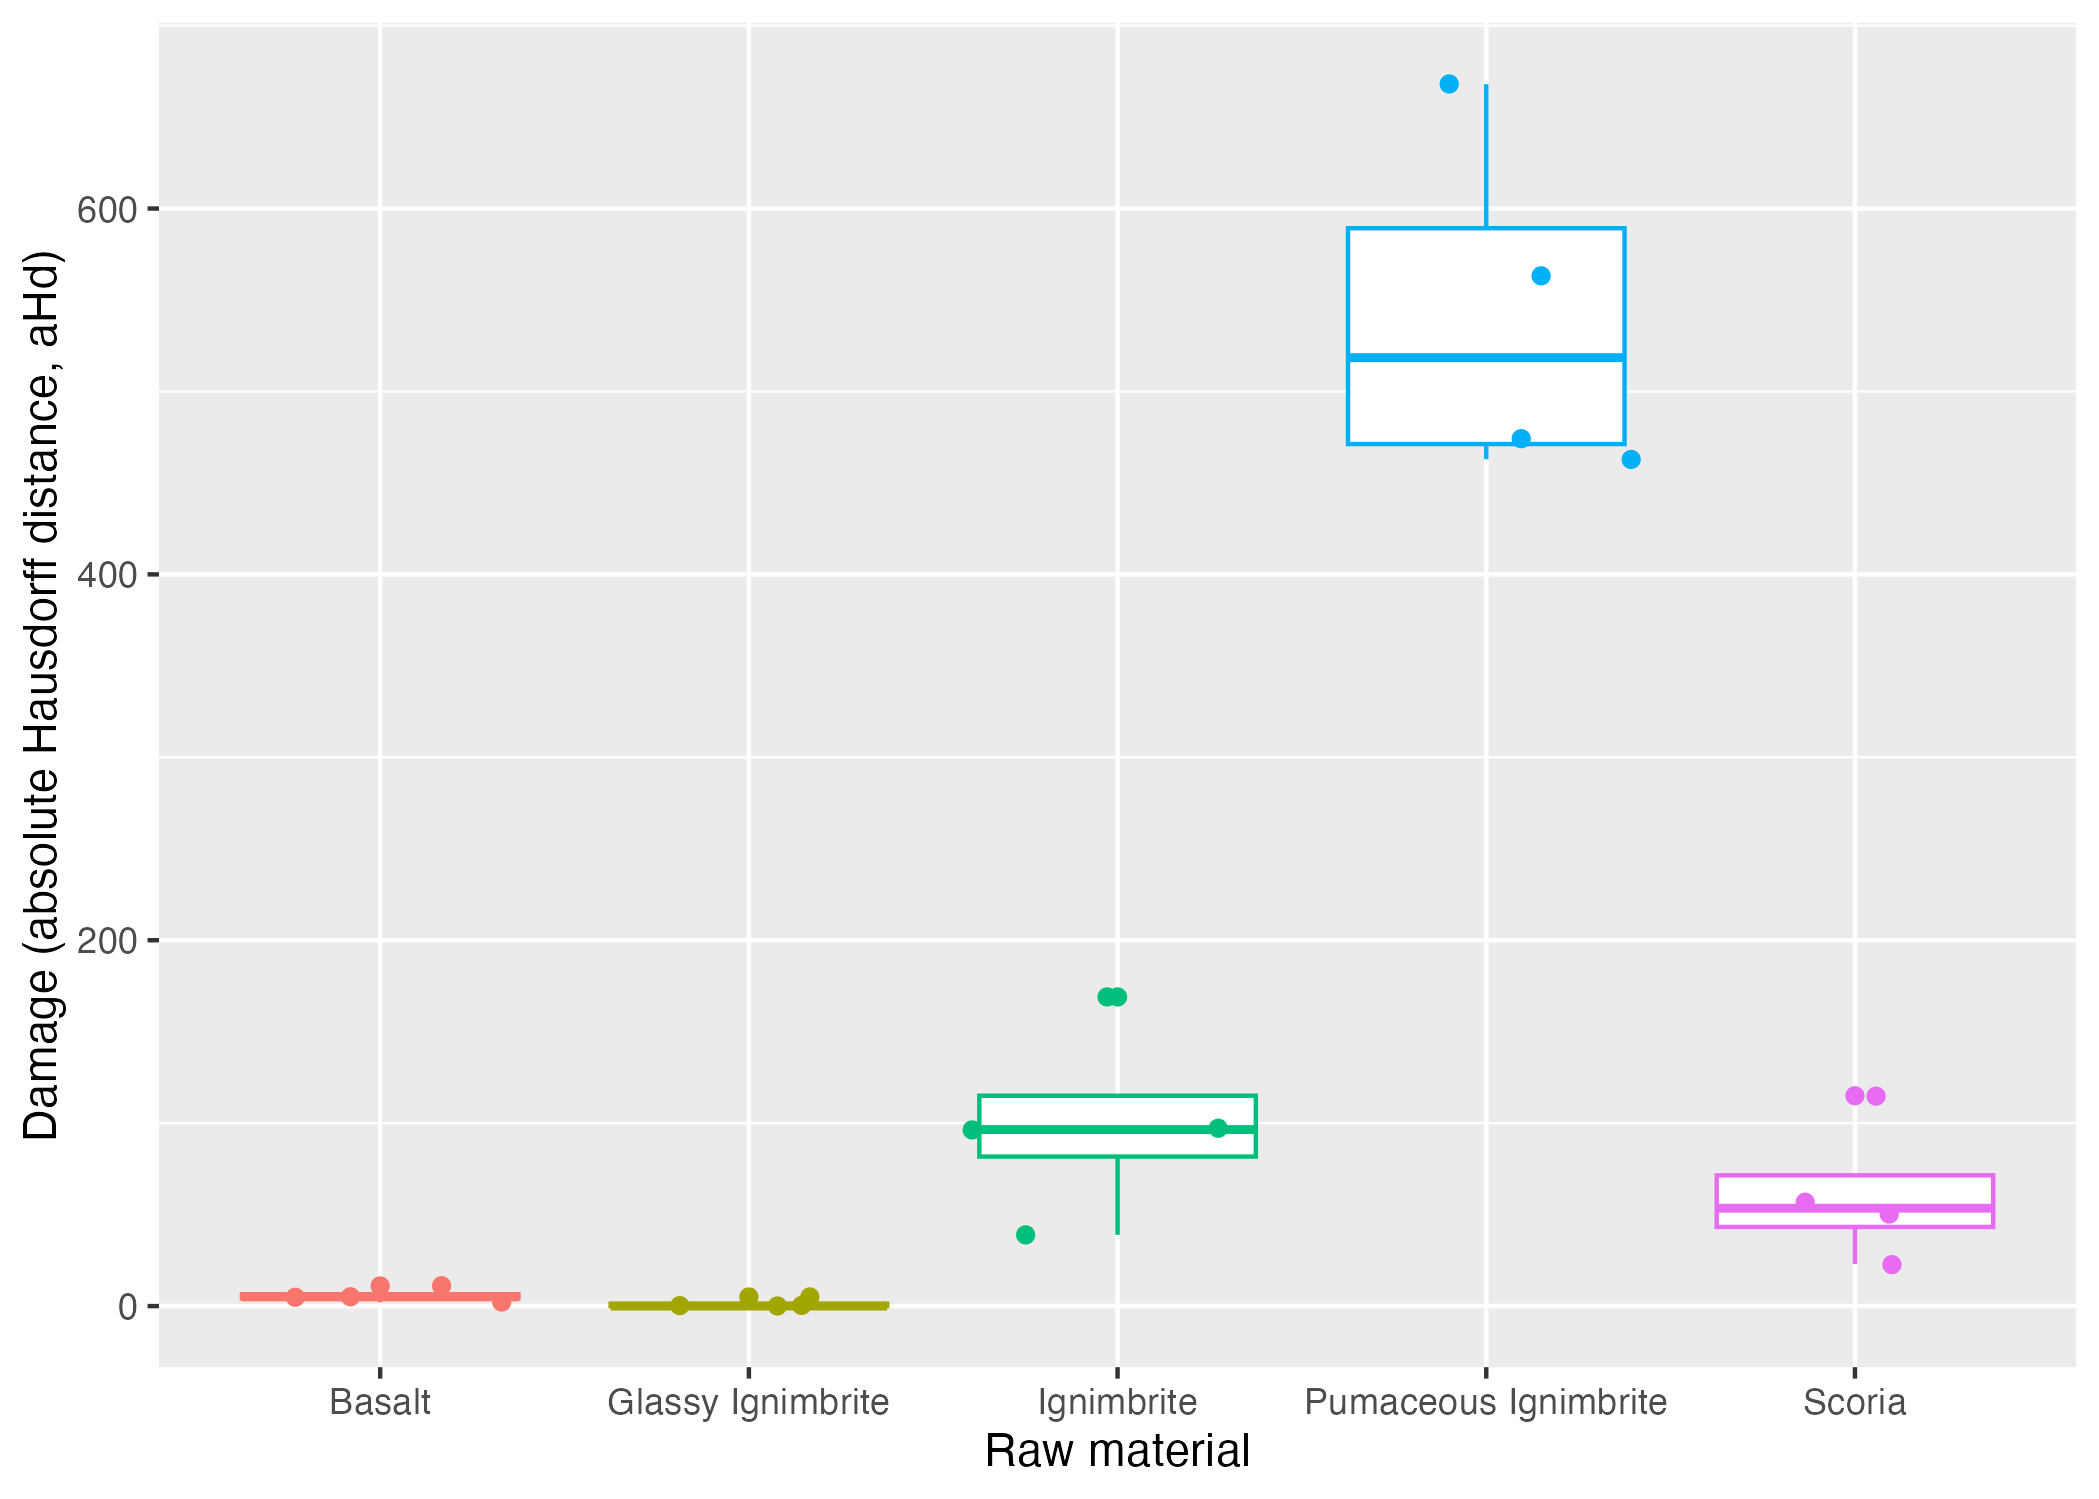 Damage (absolute Hausdorff distance, aHd)
600
400
200
0
Basalt
Glassy Ignimbrite
Ignimbrite
Pumaceous Ignimbrite
Scoria
Raw material